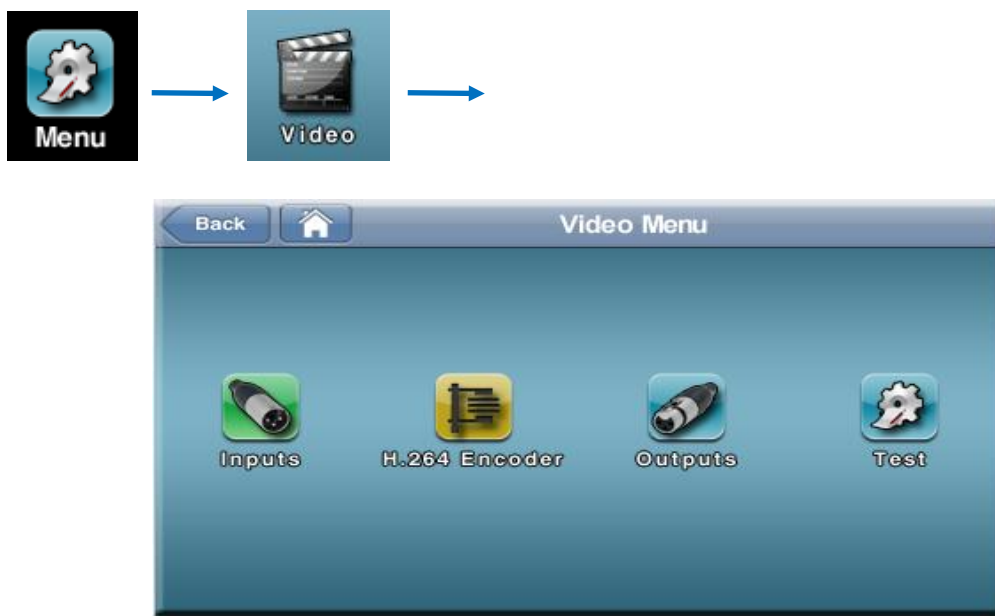 Menu
Video
Back
Video Menu
Inputs
H.264 Encoder
Outputs
Test